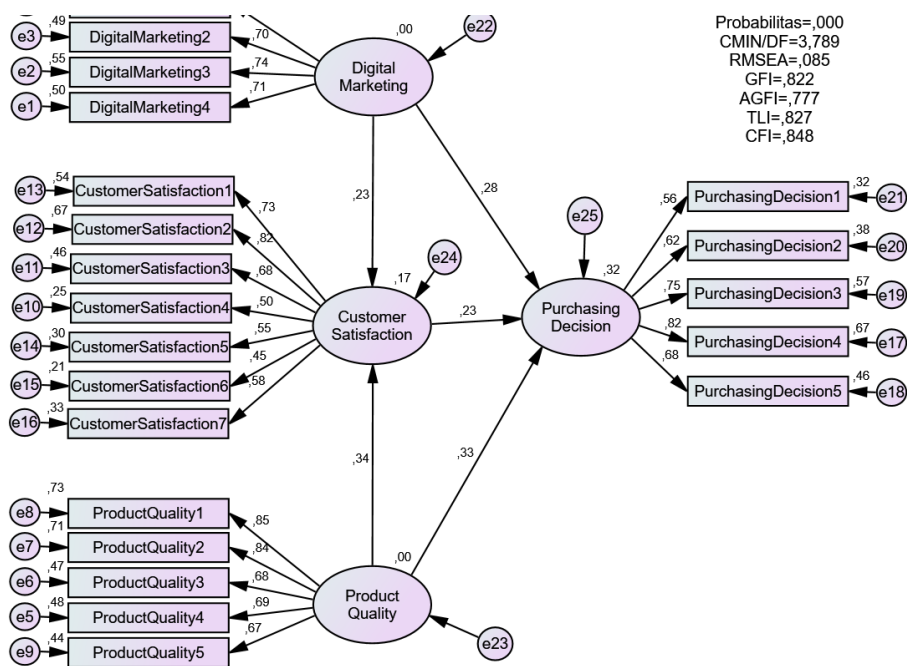 ,49
e3
DigitalMarketing2
,70
,55
e2
DigitalMarketing3
,74
,50
e1
DigitalMarketing4
,71
,00
Digital
Marketing
e22
Probabilitas=,000
CMIN/DF=3,789
RMSEA=,085
GFI=,822
AGFI=,777
TLI=,827
CFI=,848
,23
,28
,54
e13
CustomerSatisfaction1
,73
,67
e12
CustomerSatisfaction2
,82
,46
e11
CustomerSatisfaction3
,68
,25
e10
CustomerSatisfaction4
,50
,30
e14
CustomerSatisfaction5
,55
,21
e15
CustomerSatisfaction6
,45
,33
e16
CustomerSatisfaction7
,58
,17
e24
Customer
Satisfaction
,23
e25
,32
Purchasing
Decision
,56
PurchasingDecision1
,32
e21
,62
PurchasingDecision2
,38
e20
,75
PurchasingDecision3
,57
e19
,82
PurchasingDecision4
,67
e17
,68
PurchasingDecision5
,46
e18
,34
,33
,73
e8
ProductQuality1
,85
,71
e7
ProductQuality2
,84
,47
e6
ProductQuality3
,68
,48
e5
ProductQuality4
,69
,44
e9
ProductQuality5
,67
,00
Product
Quality
e23